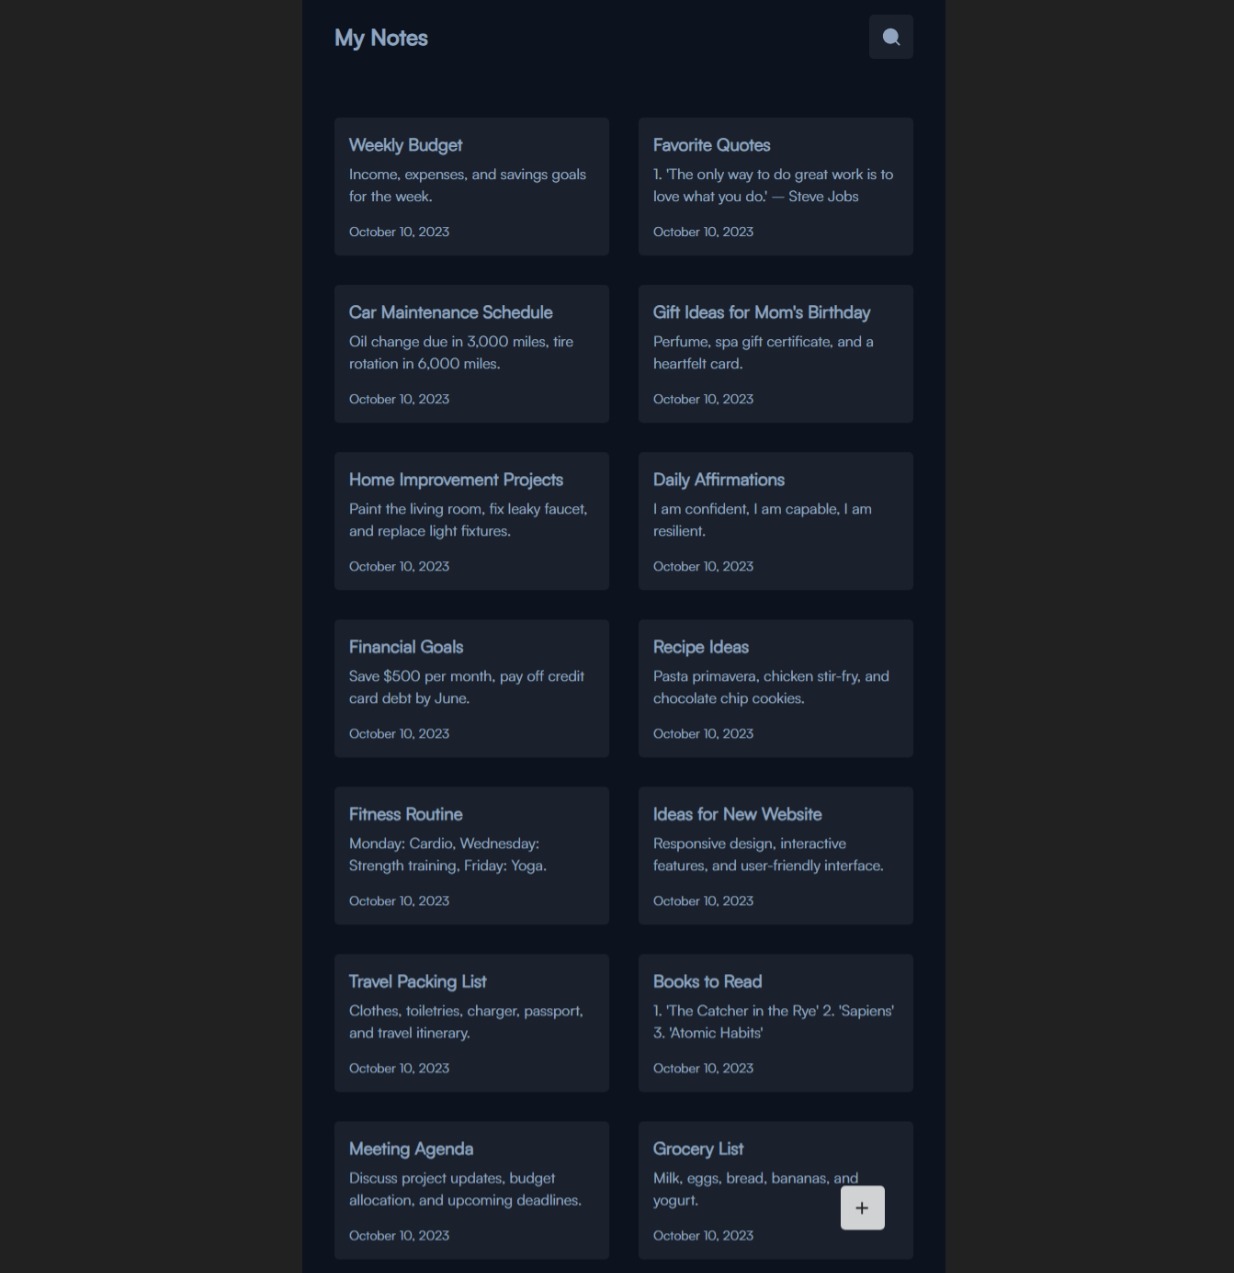 My Notes
Weekly Budget
Income, expenses, and savings goals
for the week.
October 10, 2023
Favorite Quotes
1. 'The only way to do great work is to
love what you do.' — Steve Jobs
October 10, 2023
Car Maintenance Schedule
Oil change due in 3,000 miles, tire
rotation in 6,000 miles.
October 10, 2023
Gift Ideas for Mom's Birthday
Perfume, spa gift certificate, and a
heartfelt card.
October 10, 2023
Home Improvement Projects
Paint the living room, fix leaky faucet,
and replace light fixtures.
October 10, 2023
Daily Affirmations
I am confident, I am capable, I am
resilient.
October 10, 2023
Financial Goals
Save $500 per month, pay off credit
card debt by June.
October 10, 2023
Recipe Ideas
Pasta primavera, chicken stir-fry, and
chocolate chip cookies.
October 10, 2023
Fitness Routine
Monday: Cardio, Wednesday:
Strength training, Friday: Yoga.
October 10, 2023
Ideas for New Website
Responsive design, interactive
features, and user-friendly interface.
October 10, 2023
Travel Packing List
Clothes, toiletries, charger, passport,
and travel itinerary.
October 10, 2023
Books to Read
1. 'The Catcher in the Rye' 2. 'Sapiens'
3. 'Atomic Habits'
October 10, 2023
Meeting Agenda
Discuss project updates, budget
allocation, and upcoming deadlines.
October 10, 2023
Grocery List
Milk, eggs, bread, bananas, and
yogurt.
October 10, 2023
+